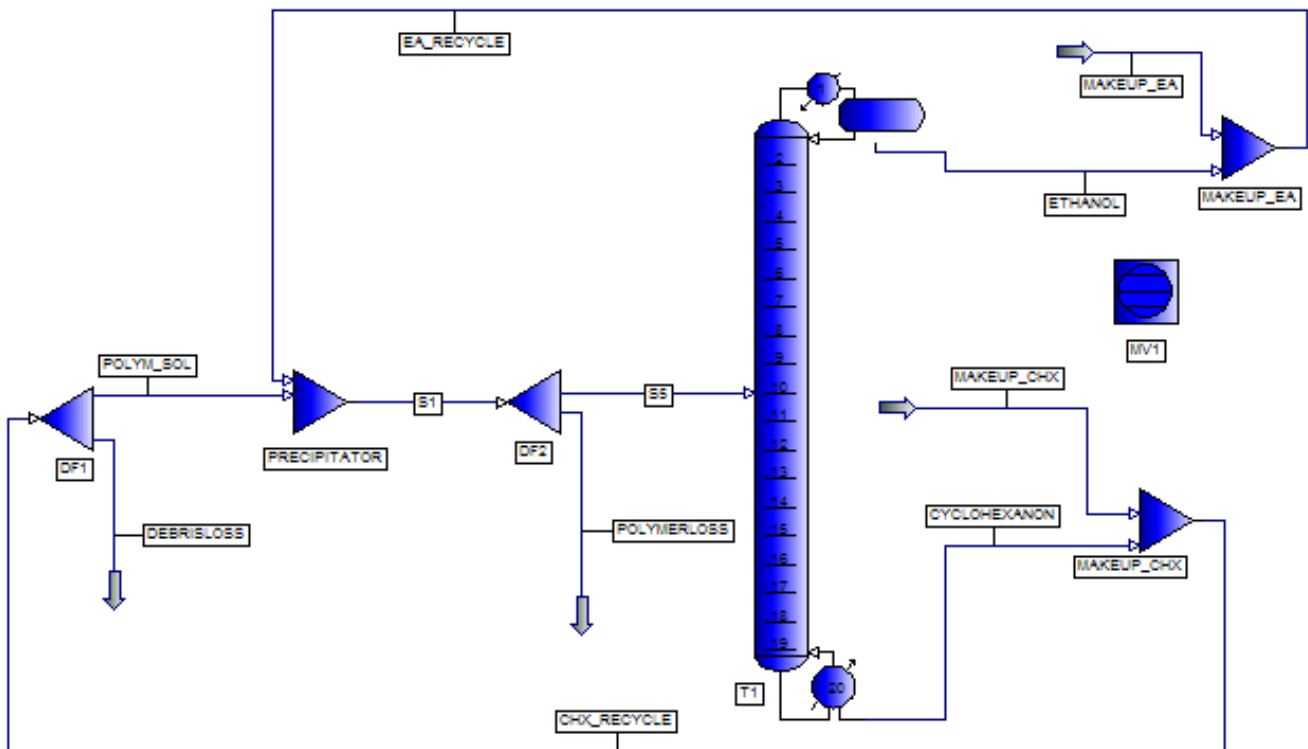 EA_RECYCLE
MAKEUP_EA
1
2
3
4
5
6
7
8
9
10
11
12
13
14
15
16
17
18
19
20
T1
ETHANOL
MAKEUP_EA
MV1
POLYM_SOL
DF1
DEBRISLOSS
PRECIPITATOR
S1
DF2
S5
POLYMERLOSS
MAKEUP_CHX
CYCLOHEXANON
MAKEUP_CHX
CHX_RECYCLE